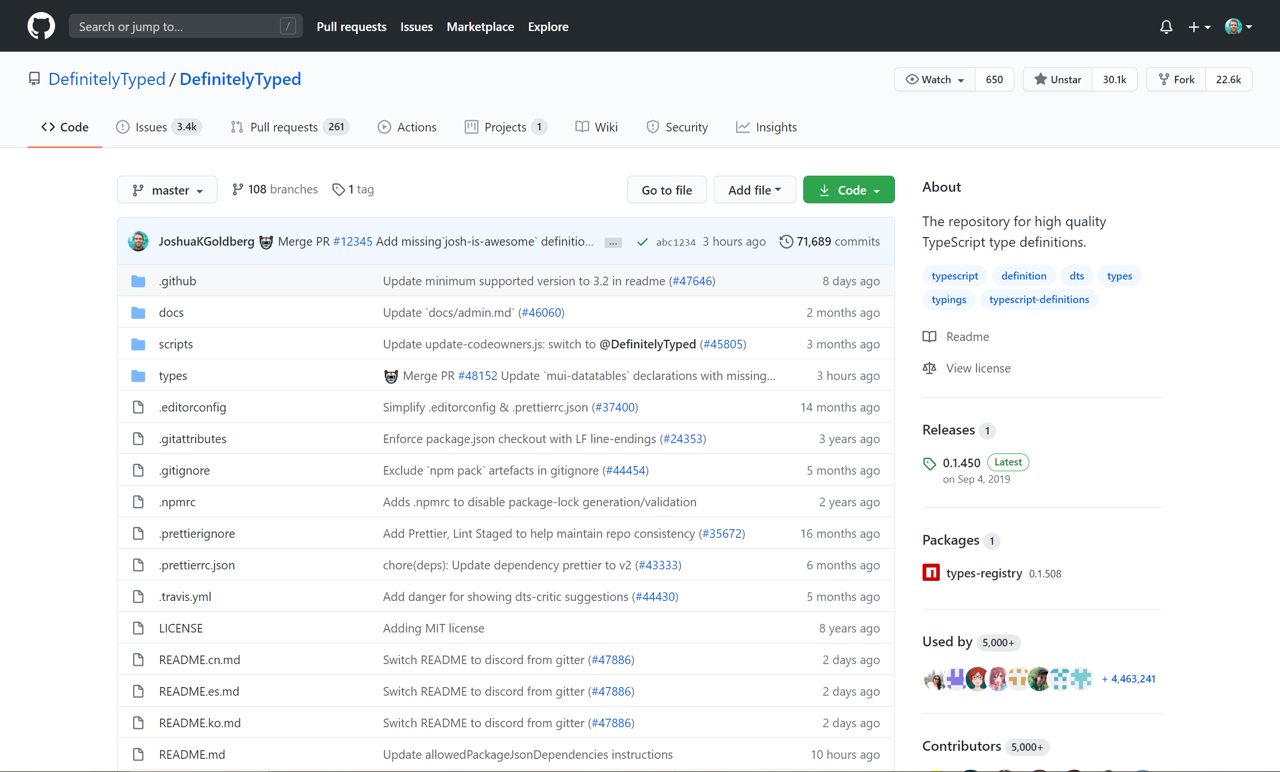 Search or jump to... /
Pull requests Issues Marketplace Explore
DefinitelyTyped / DefinitelyTyped
Watch 650 Unstar 30.1k Fork 22.6k
Code Issues 3.4k Pull requests 261 Actions Projects 1 Wiki Security Insights
master 108 branches 1 tag Go to file Add file Code
JoshuaKGoldberg Merge PR #12345 Add missing`josh-is-awesome` definitio... ... abc1234 3 hours ago 71,689 commits
.github Update minimum supported version to 3.2 in readme (#47646) 8 days ago
docs Update `docs/admin.md` (#46060) 2 months ago
scripts Update update-codeowners.js: switch to @DefinitelyTyped (#45805) 3 months ago
types Merge PR #48152 Update `mui-datatables` declarations with missing... 3 hours ago
.editorconfig Simplify .editorconfig & .prettierrc.json (#37400) 14 months ago
.gitattributes Enforce package.json checkout with LF line-endings (#24353) 3 years ago
.gitignore Exclude `npm pack` artefacts in gitignore (#44454) 5 months ago
.npmrc Adds .npmrc to disable package-lock generation/validation 2 years ago
.prettierignore Add Prettier, Lint Staged to help maintain repo consistency (#35672) 16 months ago
.prettierrc.json chore(deps): Update dependency prettier to v2 (#43333) 6 months ago
.travis.yml Add danger for showing dts-critic suggestions (#44430) 5 months ago
LICENSE Adding MIT license 8 years ago
README.cn.md Switch README to discord from gitter (#47886) 2 days ago
README.es.md Switch README to discord from gitter (#47886) 2 days ago
README.ko.md Switch README to discord from gitter (#47886) 2 days ago
README.md Update allowedPackageJsonDependencies instructions 10 hours ago
About
The repository for high quality
TypeScript type definitions.
typescript definition dts types
typings typescript-definitions
Readme
View license
Releases 1
0.1.450 Latest
on Sep 4, 2019
Packages 1
types-registry 0.1.508
Used by 5,000+
+ 4,463,241
Contributors 5,000+